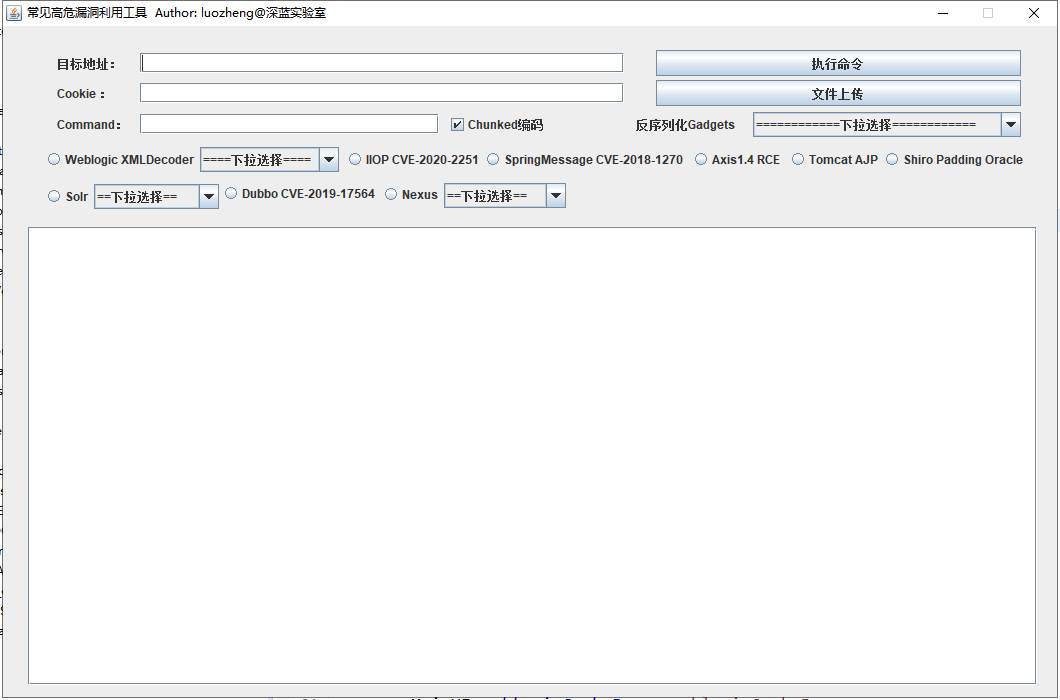 常见高危漏洞利用工具 Author: luozheng@深蓝实验室
目标地址： 执行命令
Cookie： 文件上传
Command： Chunked编码 反序列化Gadgets ============下拉选择============
Weblogic XMLDecoder ====下拉选择==== IIOP CVE-2020-2251 SpringMessage CVE-2018-1270 Axis1.4 RCE Tomcat AJP Shiro Padding Oracle
Solr ==下拉选择== Dubbo CVE-2019-17564 Nexus ==下拉选择==